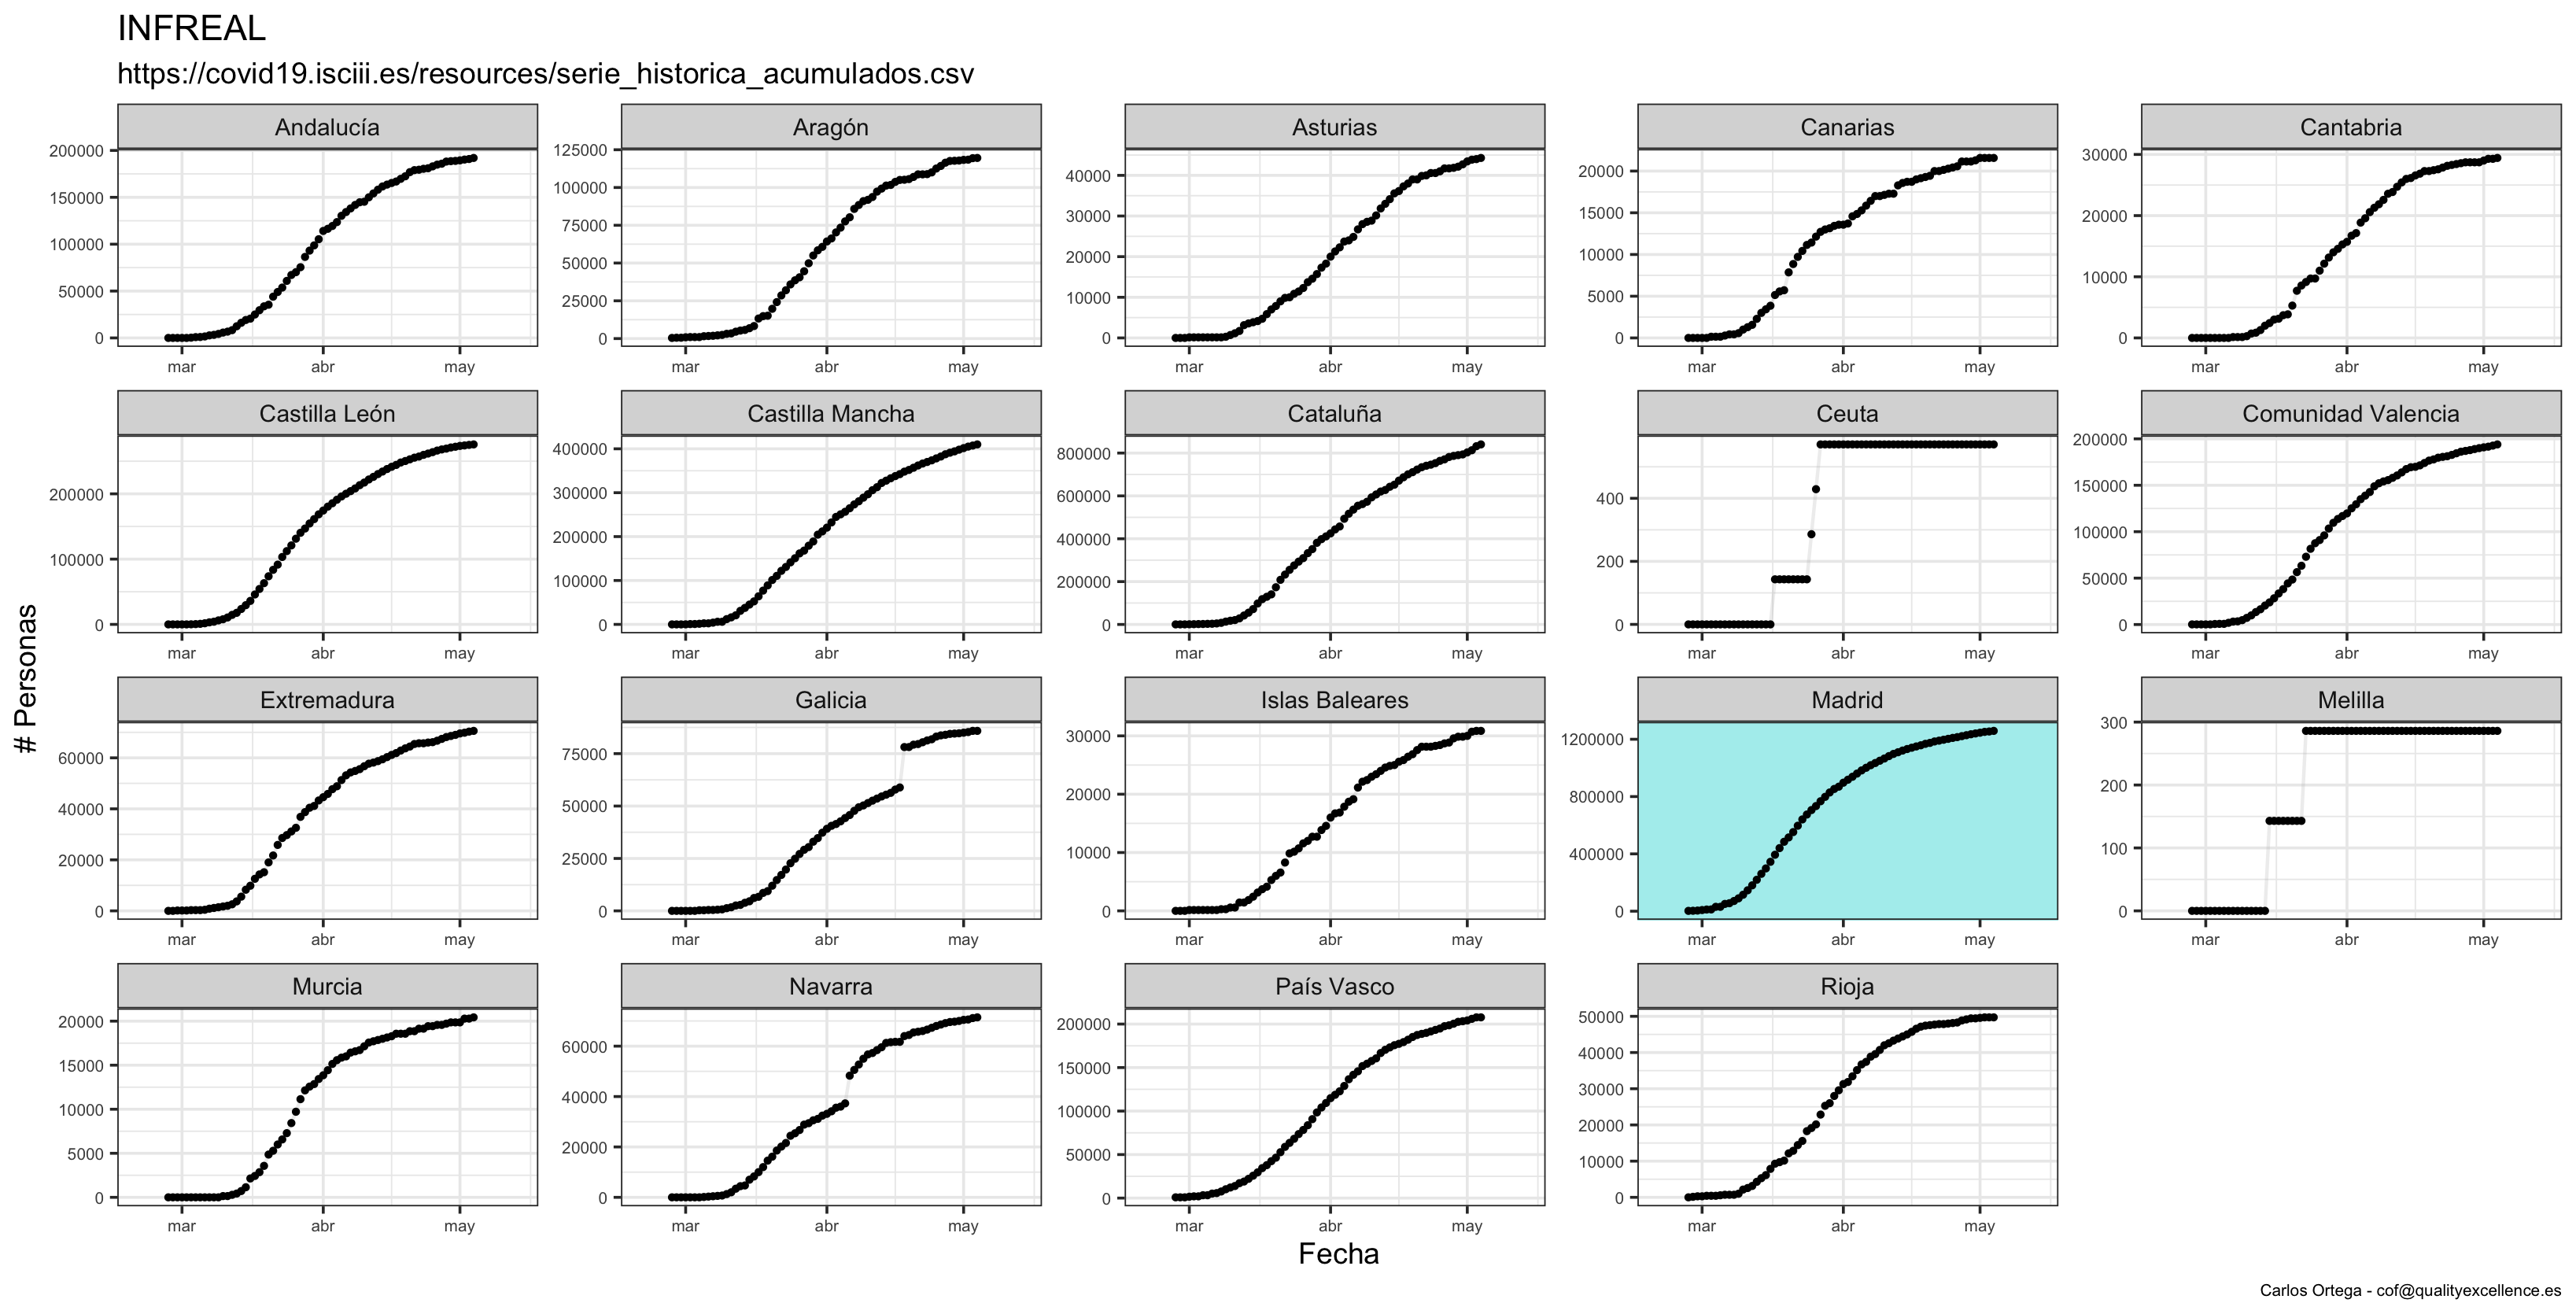 INFREAL
https://covid19.isciii.es/resources/serie_historica_acumulados.csv
# Personas
Andalucía
200000
150000
100000
50000
0
mar abr may
Aragón
125000
100000
75000
50000
25000
0
mar abr may
Asturias
40000
30000
20000
10000
0
mar abr may
Canarias
20000
15000
10000
5000
0
mar abr may
Cantabria
30000
20000
10000
0
mar abr may
Castilla León
200000
100000
0
mar abr may
Castilla Mancha
400000
300000
200000
100000
0
mar abr may
Cataluña
800000
600000
400000
200000
0
mar abr may
Ceuta
400
200
0
mar abr may
Comunidad Valencia
200000
150000
100000
50000
0
mar abr may
Extremadura
60000
40000
20000
0
mar abr may
Galicia
75000
50000
25000
0
mar abr may
Islas Baleares
30000
20000
10000
0
mar abr may
Madrid
1200000
800000
400000
0
mar abr may
Melilla
300
200
100
0
mar abr may
Murcia
20000
15000
10000
5000
0
mar abr may
Navarra
60000
40000
20000
0
mar abr may
País Vasco
200000
150000
100000
50000
0
mar abr may
Rioja
50000
40000
30000
20000
10000
0
mar abr may
Fecha
Carlos Ortega - cof@qualityexcellence.es